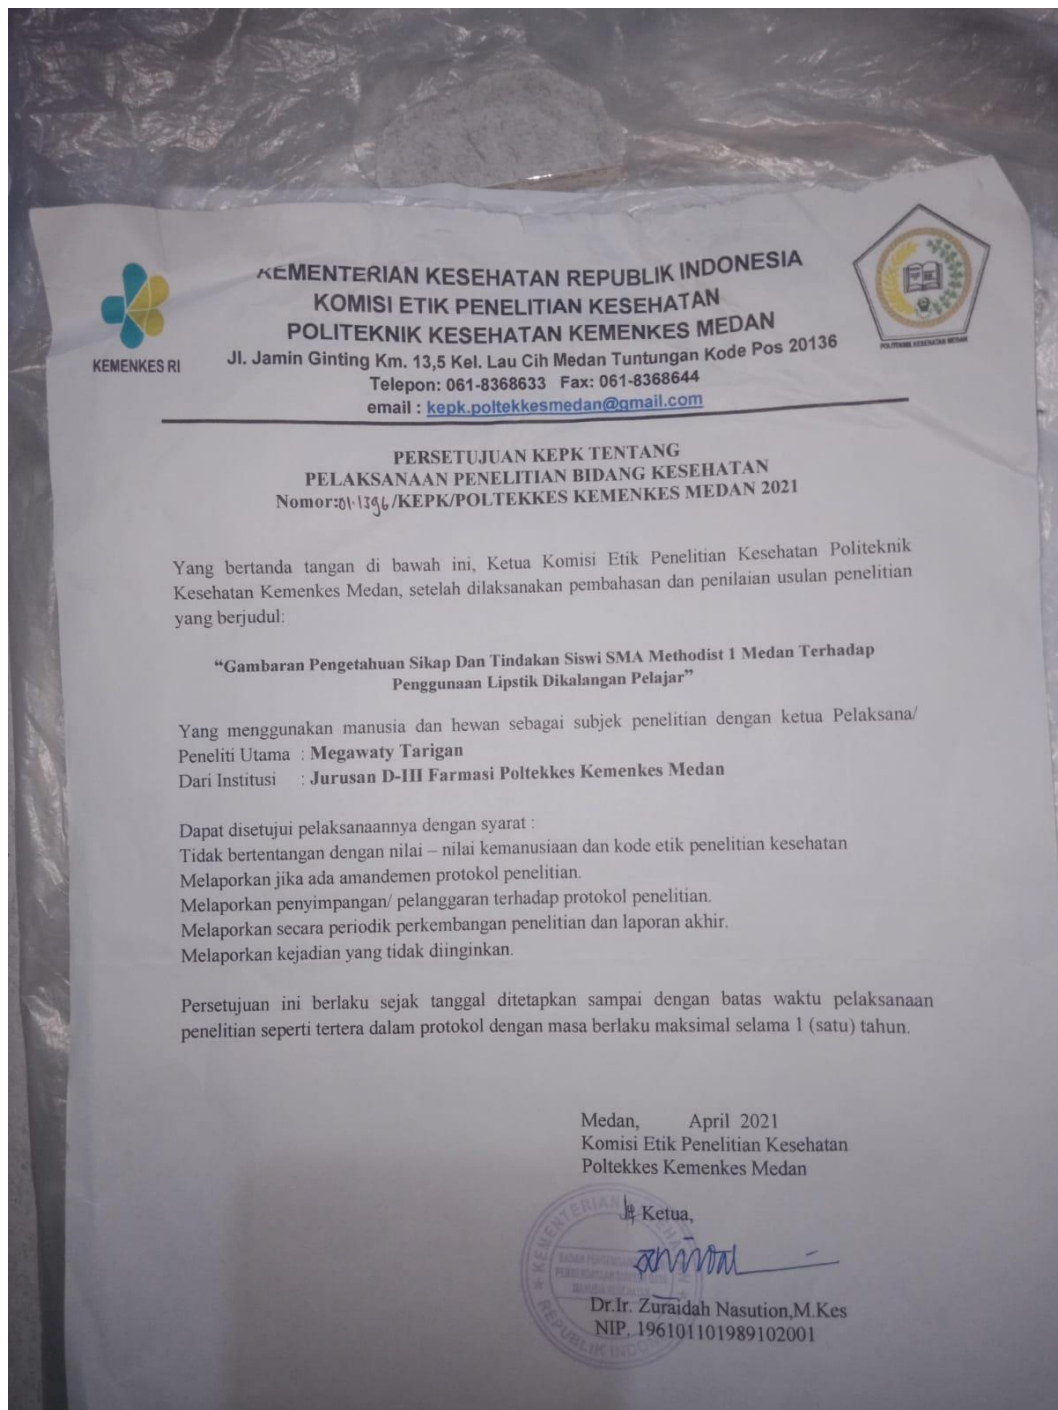 KEMENTERIAN KESEHATAN REPUBLIK INDONESIA
KOMISI ETIK PENELITIAN KESEHATAN
POLITEKNIK KESEHATAN KEMENKES MEDAN
Jl. Jamin Ginting Km. 13,5 Kel. Lau Cih Medan Tuntungan Kode Pos 20136
Telepon: 061-8368633 Fax: 061-8368644
email : kepk.poltekkesmedan@gmail.com
KEMENKES RI
POLITEKNIK KESEHATAN MEDAN
PERSETUJUAN KEPK TENTANG
PELAKSANAAN PENELITIAN BIDANG KESEHATAN
Nomor:01.1396/KEPK/POLTEKKES KEMENKES MEDAN 2021
Yang bertanda tangan di bawah ini, Ketua Komisi Etik Penelitian Kesehatan Politeknik
Kesehatan Kemenkes Medan, setelah dilaksanakan pembahasan dan penilaian usulan penelitian
yang berjudul:
“Gambaran Pengetahuan Sikap Dan Tindakan Siswi SMA Methodist 1 Medan Terhadap
Penggunaan Lipstik Dikalangan Pelajar”
Yang menggunakan manusia dan hewan sebagai subjek penelitian dengan ketua Pelaksana/
Peneliti Utama : Megawaty Tarigan
Dari Institusi : Jurusan D-III Farmasi Poltekkes Kemenkes Medan
Dapat disetujui pelaksanaannya dengan syarat :
Tidak bertentangan dengan nilai – nilai kemanusiaan dan kode etik penelitian kesehatan
Melaporkan jika ada amandemen protokol penelitian.
Melaporkan penyimpangan/ pelanggaran terhadap protokol penelitian.
Melaporkan secara periodik perkembangan penelitian dan laporan akhir.
Melaporkan kejadian yang tidak diinginkan.
Persetujuan ini berlaku sejak tanggal ditetapkan sampai dengan batas waktu pelaksanaan
penelitian seperti tertera dalam protokol dengan masa berlaku maksimal selama 1 (satu) tahun.
Medan, April 2021
Komisi Etik Penelitian Kesehatan
Poltekkes Kemenkes Medan
Ketua,
Dr.Ir. Zuraidah Nasution,M.Kes
NIP. 196101101989102001
KEMENTERIAN KESEHATAN
REPUBLIK INDONESIA